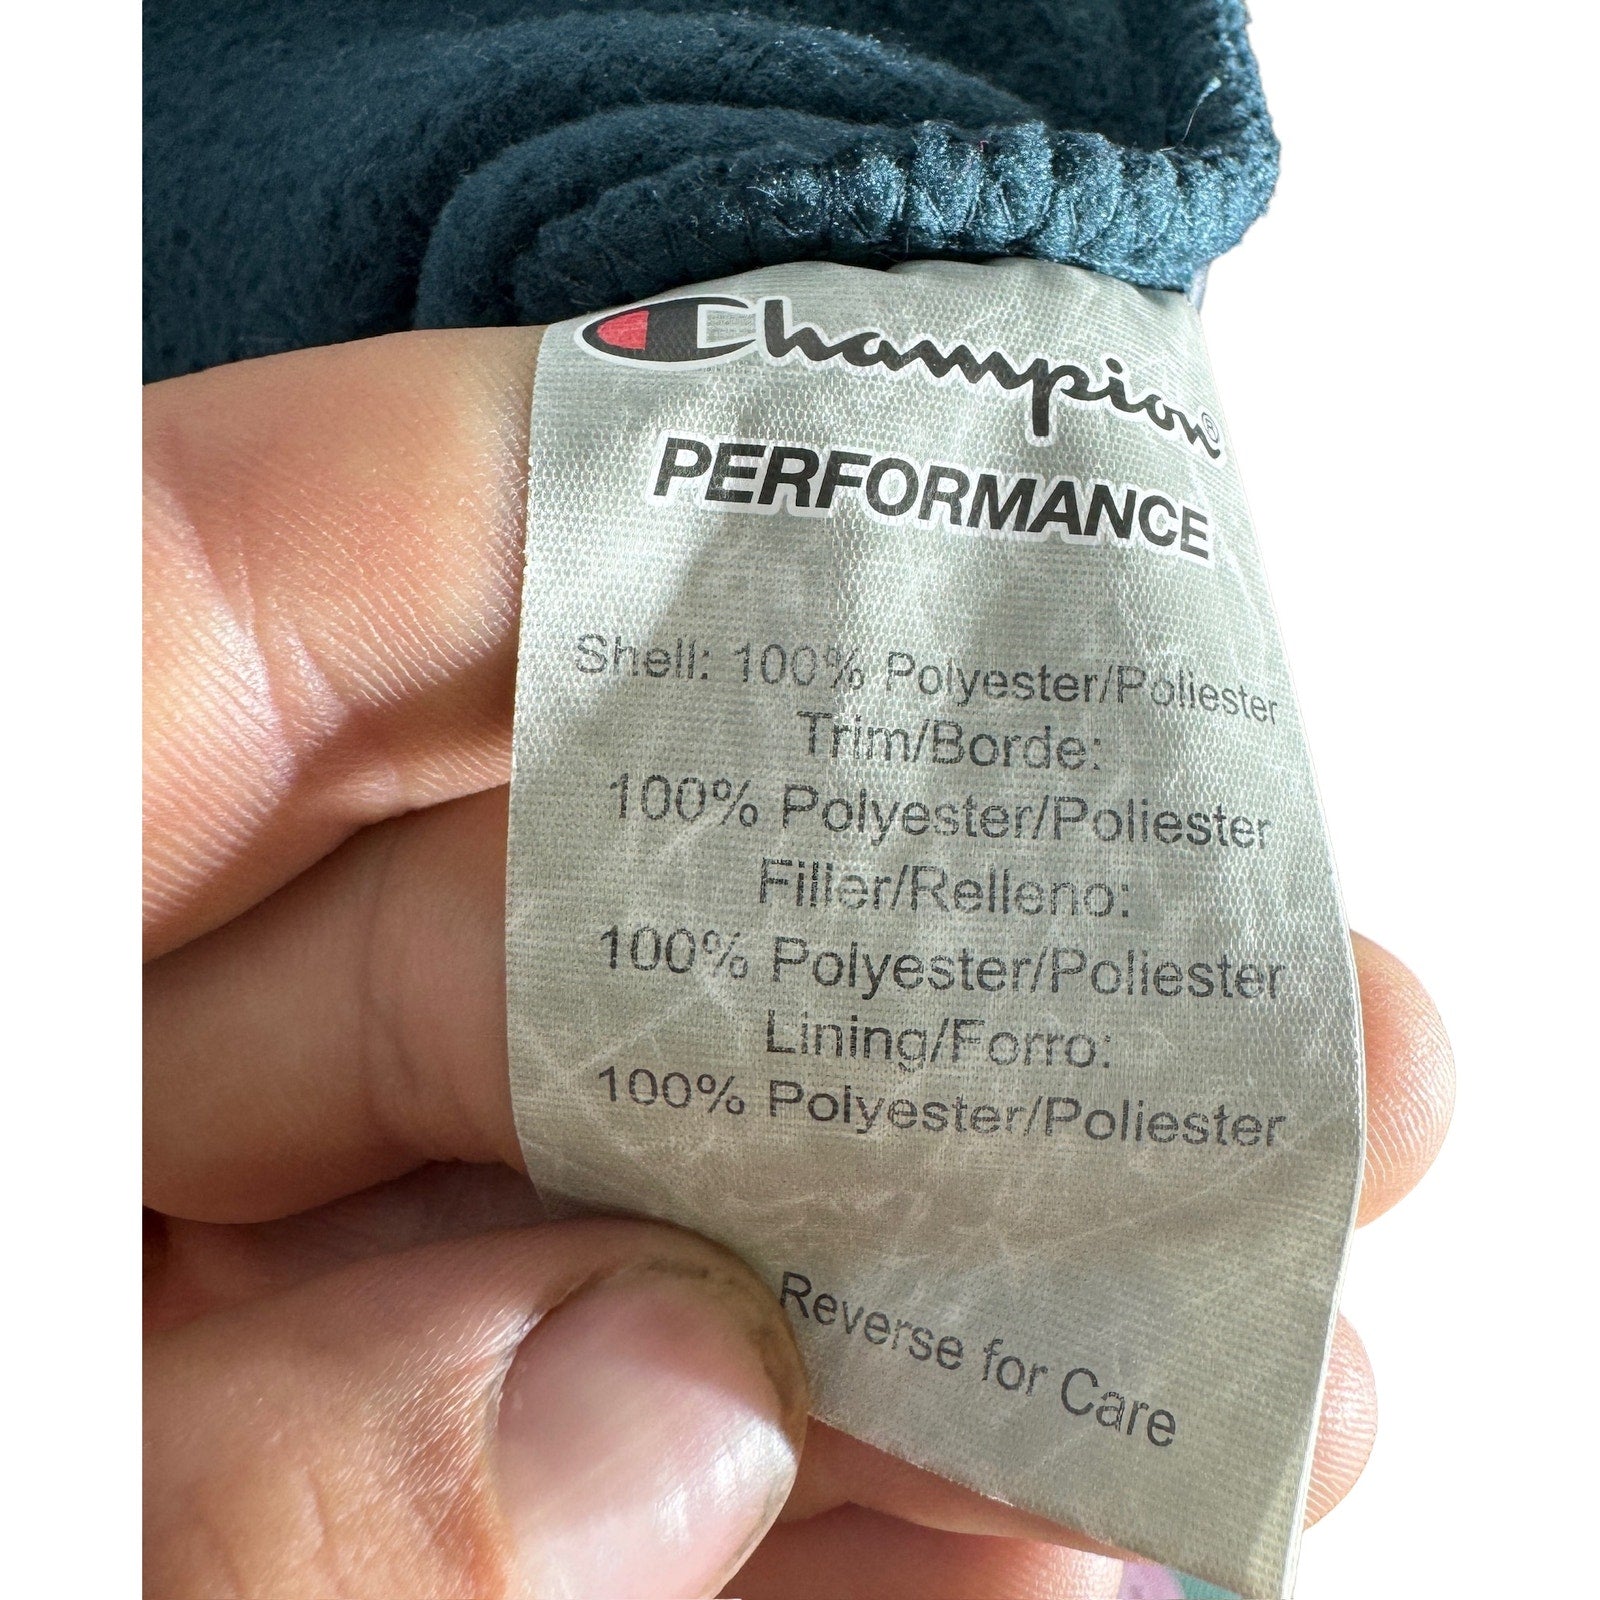 Champion®
PERFORMANCE
Shell: 100% Polyester/Poliester
Trim/Borde:
100% Polyester/Poliester
Filler/Relleno:
100% Polyester/Poliester
Lining/Forro:
100% Polyester/Poliester
Reverse for Care